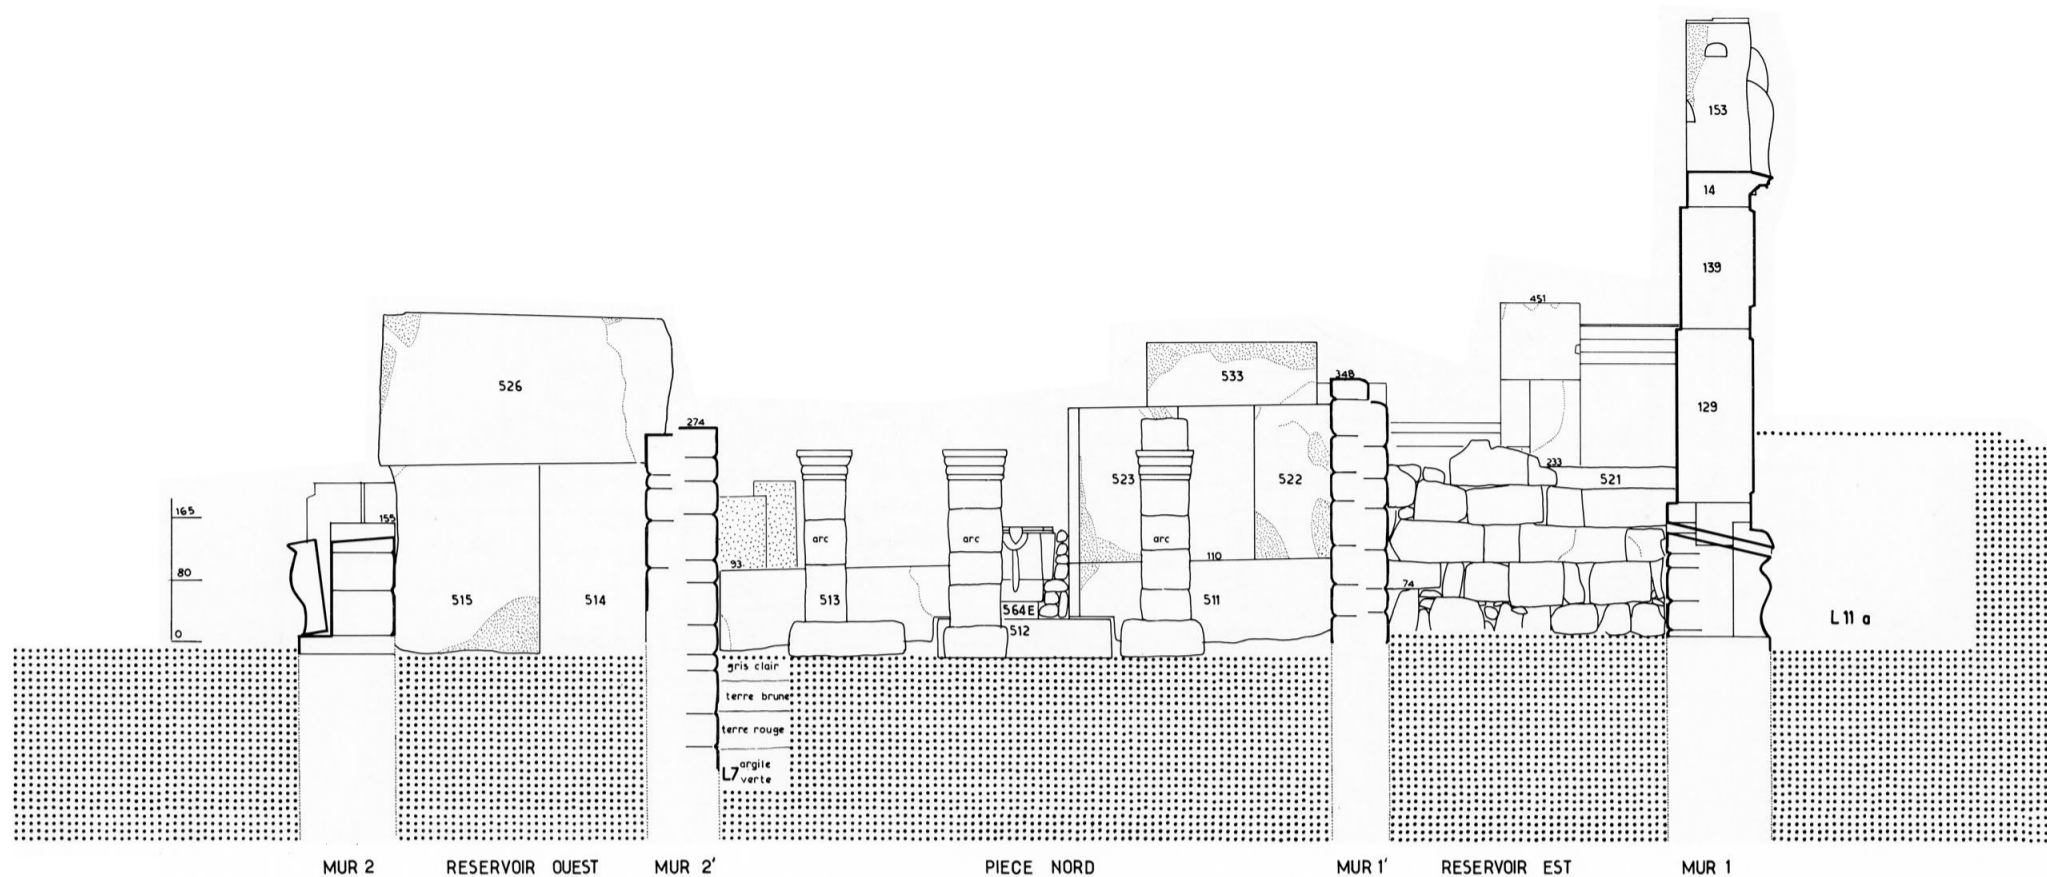 153
14
139
451
129
526
533
348
274
523
522
233
521
165
155
arc
arc
arc
110
93
80
74
515
514
513
564E
511
512
0
L 11 a
gris clair
terre brune
terre rouge
L7 argile
verte
MUR 2 RESERVOIR OUEST MUR 2' PIECE NORD MUR 1' RESERVOIR EST MUR 1